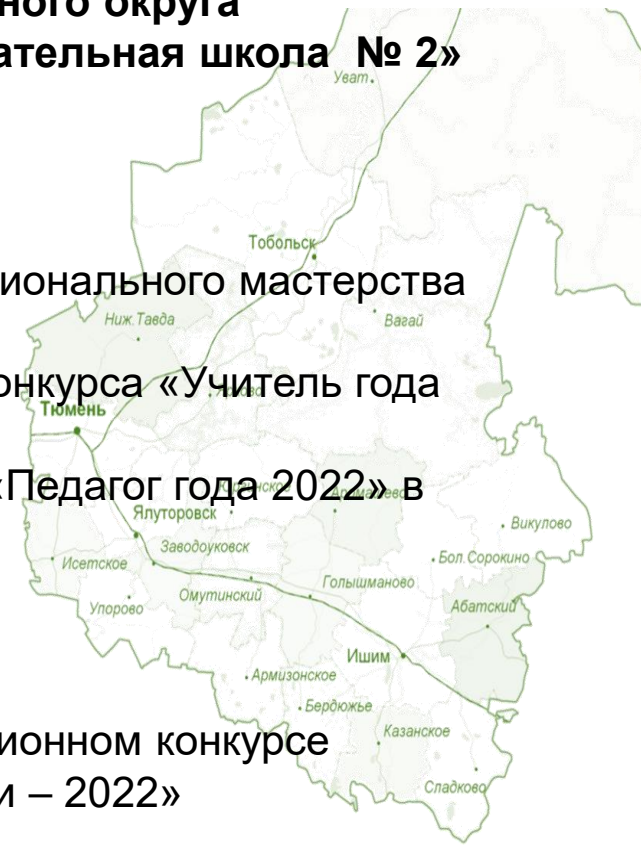 ного округа
ательная школа № 2»
Уват
Тобольск
ионального мастерства
Ниж.Тавда
Вагай
онкурса «Учитель года
Тюмень
«Педагог года 2022» в
Ялуторовск
Викулово
Заводоуковск
Исетское
Бол.Сорокино
Голышманово
Омутинский
Упорово
Абатский
Ишим
Армизонское
Бердюжье
Казанское
ионном конкурсе
Сладково
и – 2022»